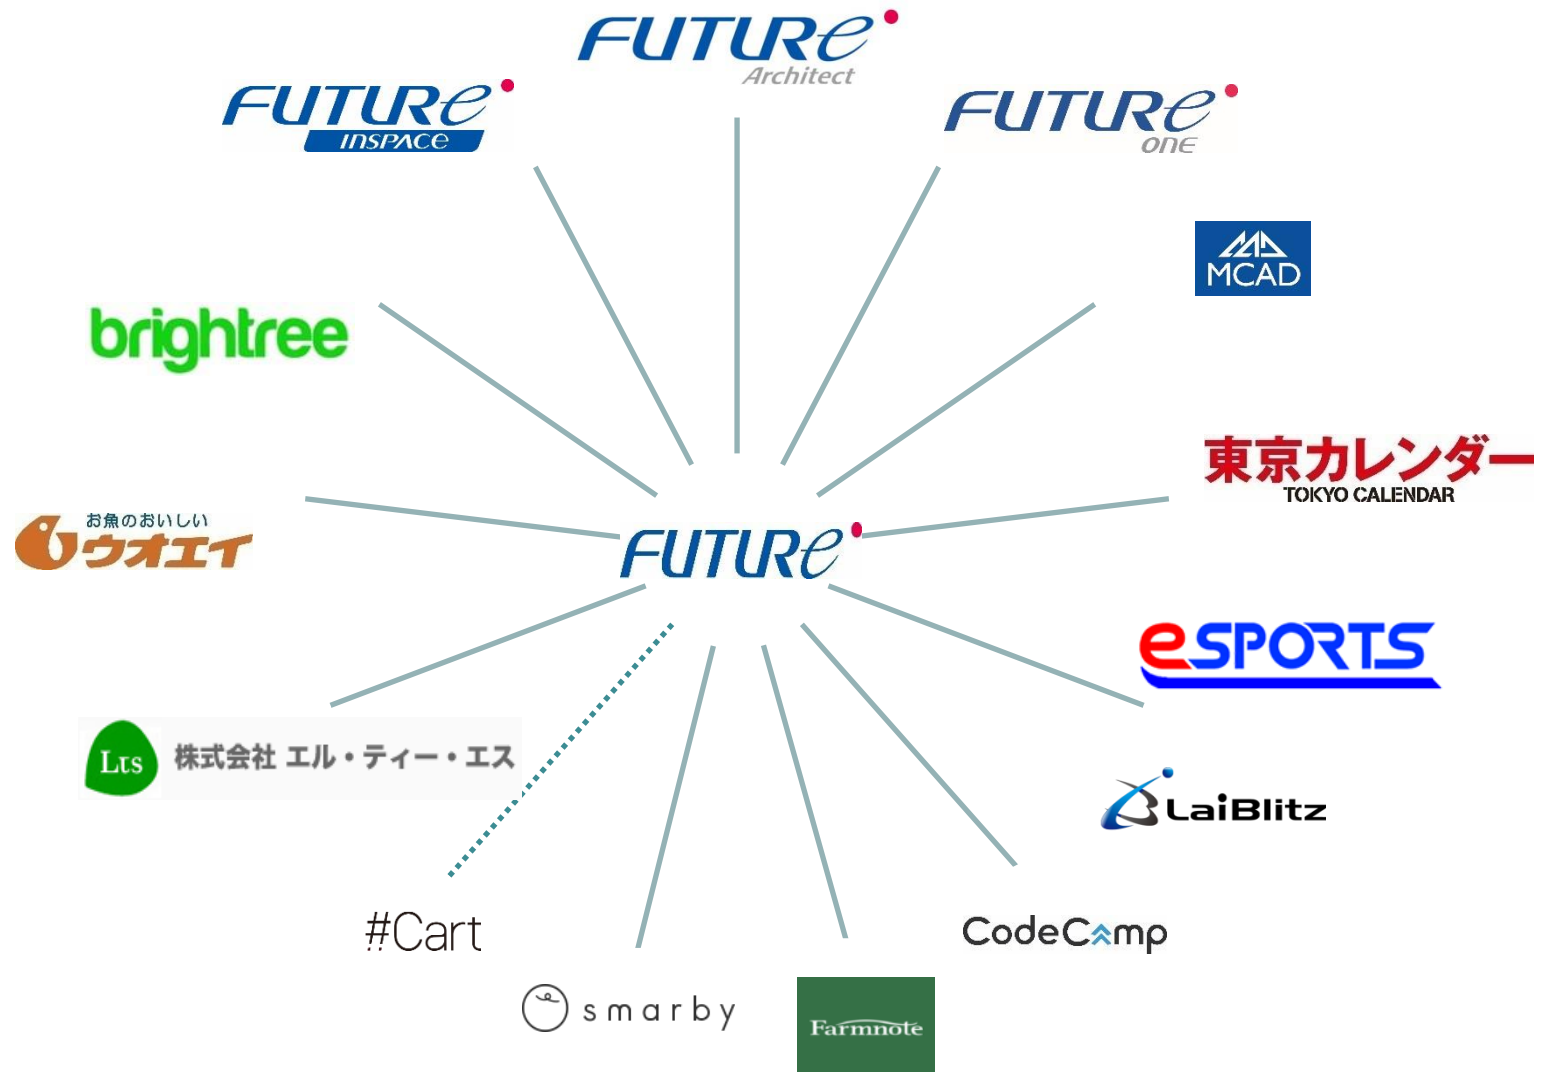 FUTURe
Architect
FUTURe
INSPACe
FUTURe
ONE
MCAD
brightree
東京カレンダー
TOKYO CALENDAR
お魚のおいしい
ウオエイ
FUTURe
eSPORTS
Lts 株式会社 エル・ティー・エス
LaiBlitz
#Cart
CodeCamp
smarby
Farmnote